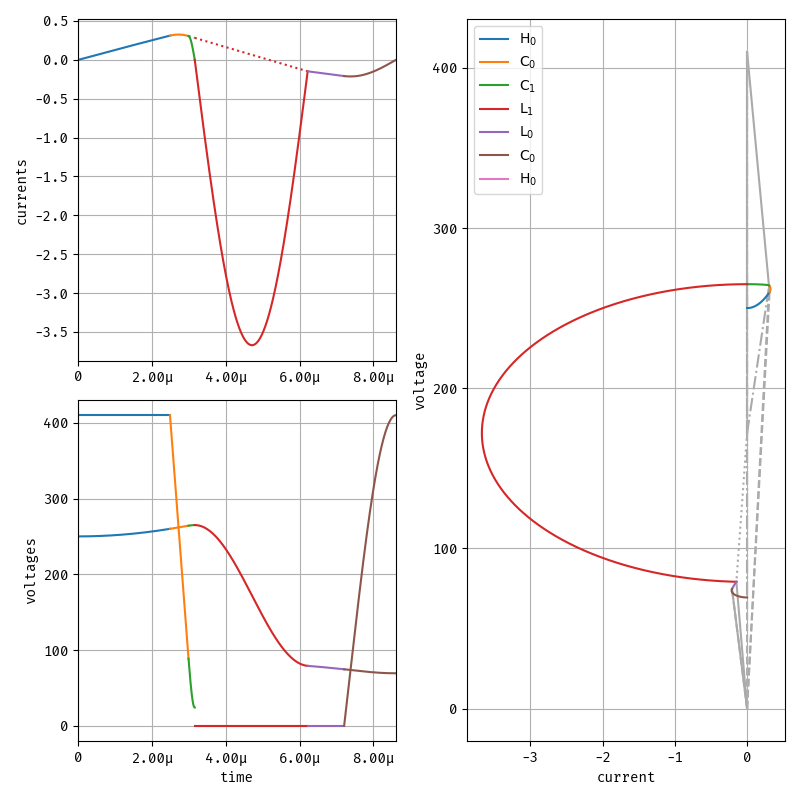 0.5
0.0
-0.5
-1.0
-1.5
-2.0
-2.5
-3.0
-3.5
currents
0 2.00µ 4.00µ 6.00µ 8.00µ
400
300
200
100
0
voltages
0 2.00µ 4.00µ 6.00µ 8.00µ
time
H₀
C₀
C₁
L₁
L₀
C₀
H₀
400
300
200
100
0
voltage
-3 -2 -1 0
current